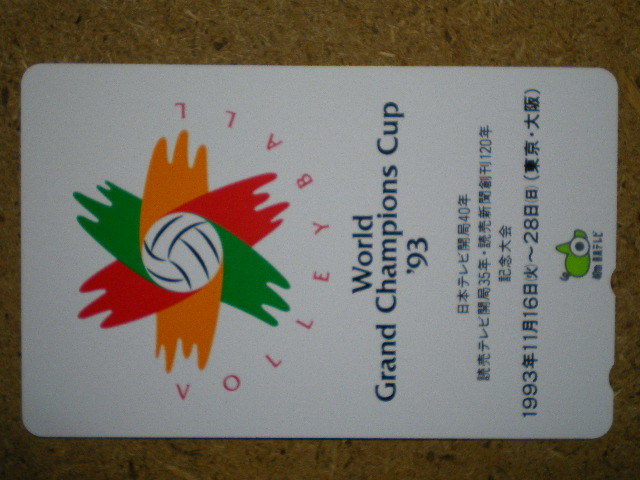 VOLLEYBALL
World
Grand Champions Cup
'93
日本テレビ開局40年
読売テレビ開局35年・読売新聞創刊120年
記念大会
1993年11月16日(火)～28日(日)(東京・大阪)
40th 日本テレビ